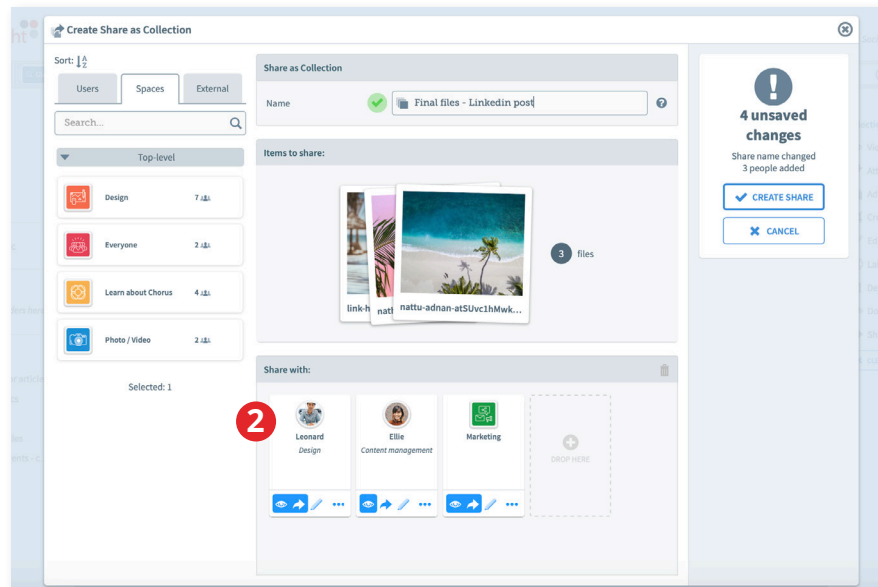 Create Share as Collection
Sort: A Z
Users
Spaces
External
Search...
Top-level
Design
7
Everyone
2
Learn about Chorus
4
Photo / Video
2
Selected: 1
Share as Collection
Name
Final files - Linkedin post
Items to share:
link-h
nath
nattu-adnan-atSUvc1hMwk...
3 files
Share with:
2
Leonard
Design
Ellie
Content management
Marketing
DROP HERE
4 unsaved
changes
Share name changed
3 people added
CREATE SHARE
CANCEL